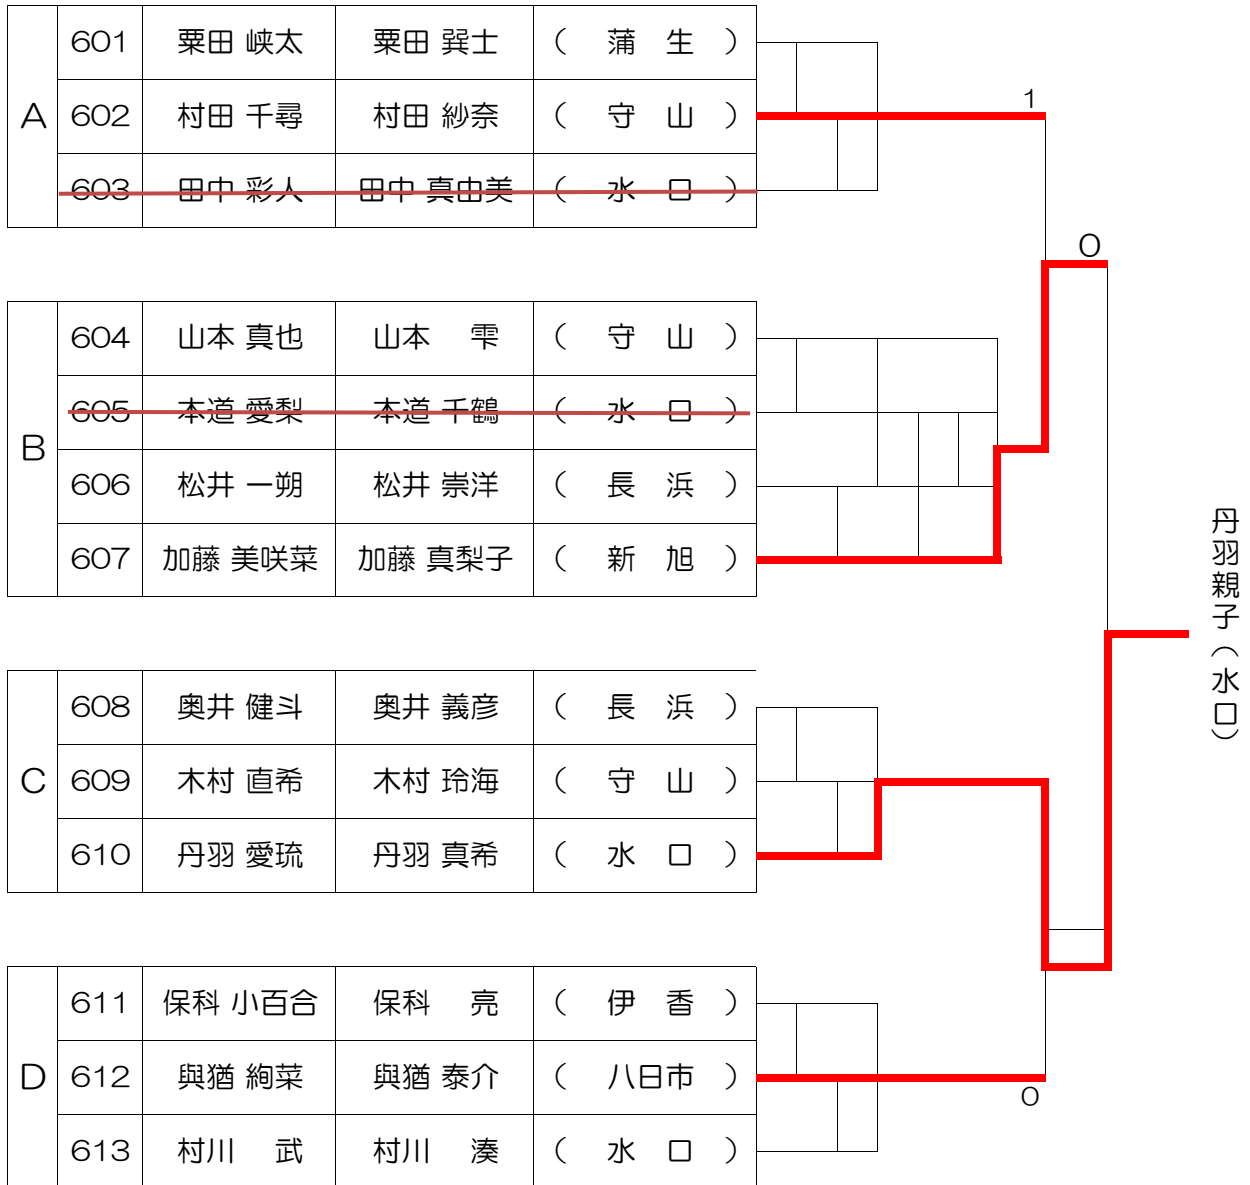 A
601 粟田 峡太 粟田 巽士 （ 蒲 生 ）
602 村田 千尋 村田 紗奈 （ 守 山 ）
603 田中 彩人 田中 真由美 （ 水 口 ）
1
0
B
604 山本 真也 山本 雫 （ 守 山 ）
605 本道 愛梨 本道 千鶴 （ 水 口 ）
606 松井 一朔 松井 崇洋 （ 長 浜 ）
607 加藤 美咲菜 加藤 真梨子 （ 新 旭 ）
丹羽親子（水口）
C
608 奥井 健斗 奥井 義彦 （ 長 浜 ）
609 木村 直希 木村 玲海 （ 守 山 ）
610 丹羽 愛琉 丹羽 真希 （ 水 口 ）
D
611 保科 小百合 保科 亮 （ 伊 香 ）
612 與猶 絢菜 與猶 泰介 （ 八日市 ）
613 村川 武 村川 湊 （ 水 口 ）
0